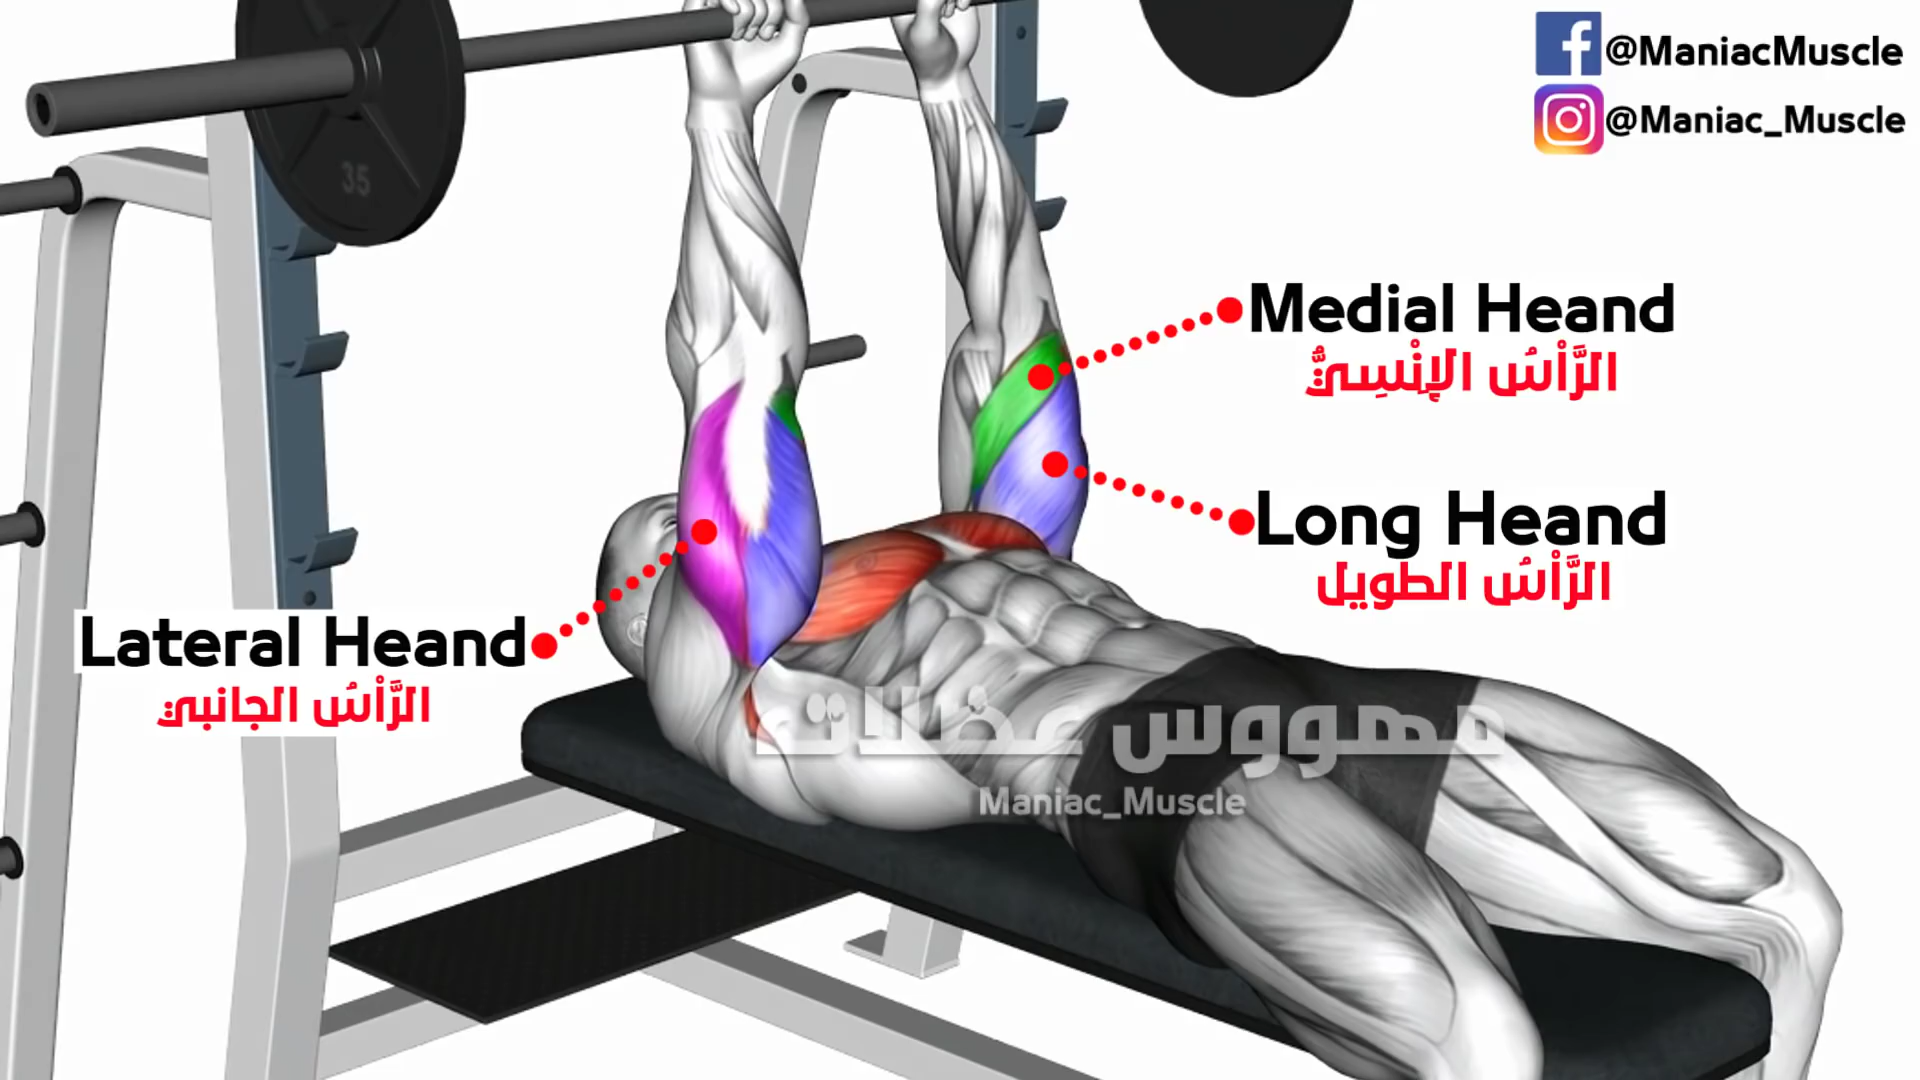 @ManiacMuscle
@Maniac_Muscle
35
Medial Heand
الرَّاْسُ الإِنْسِيُّ
Long Heand
الرَّاْسُ الطويل
Lateral Heand
الرَّاْسُ الجانبي
مهووس عضلات
Maniac_Muscle